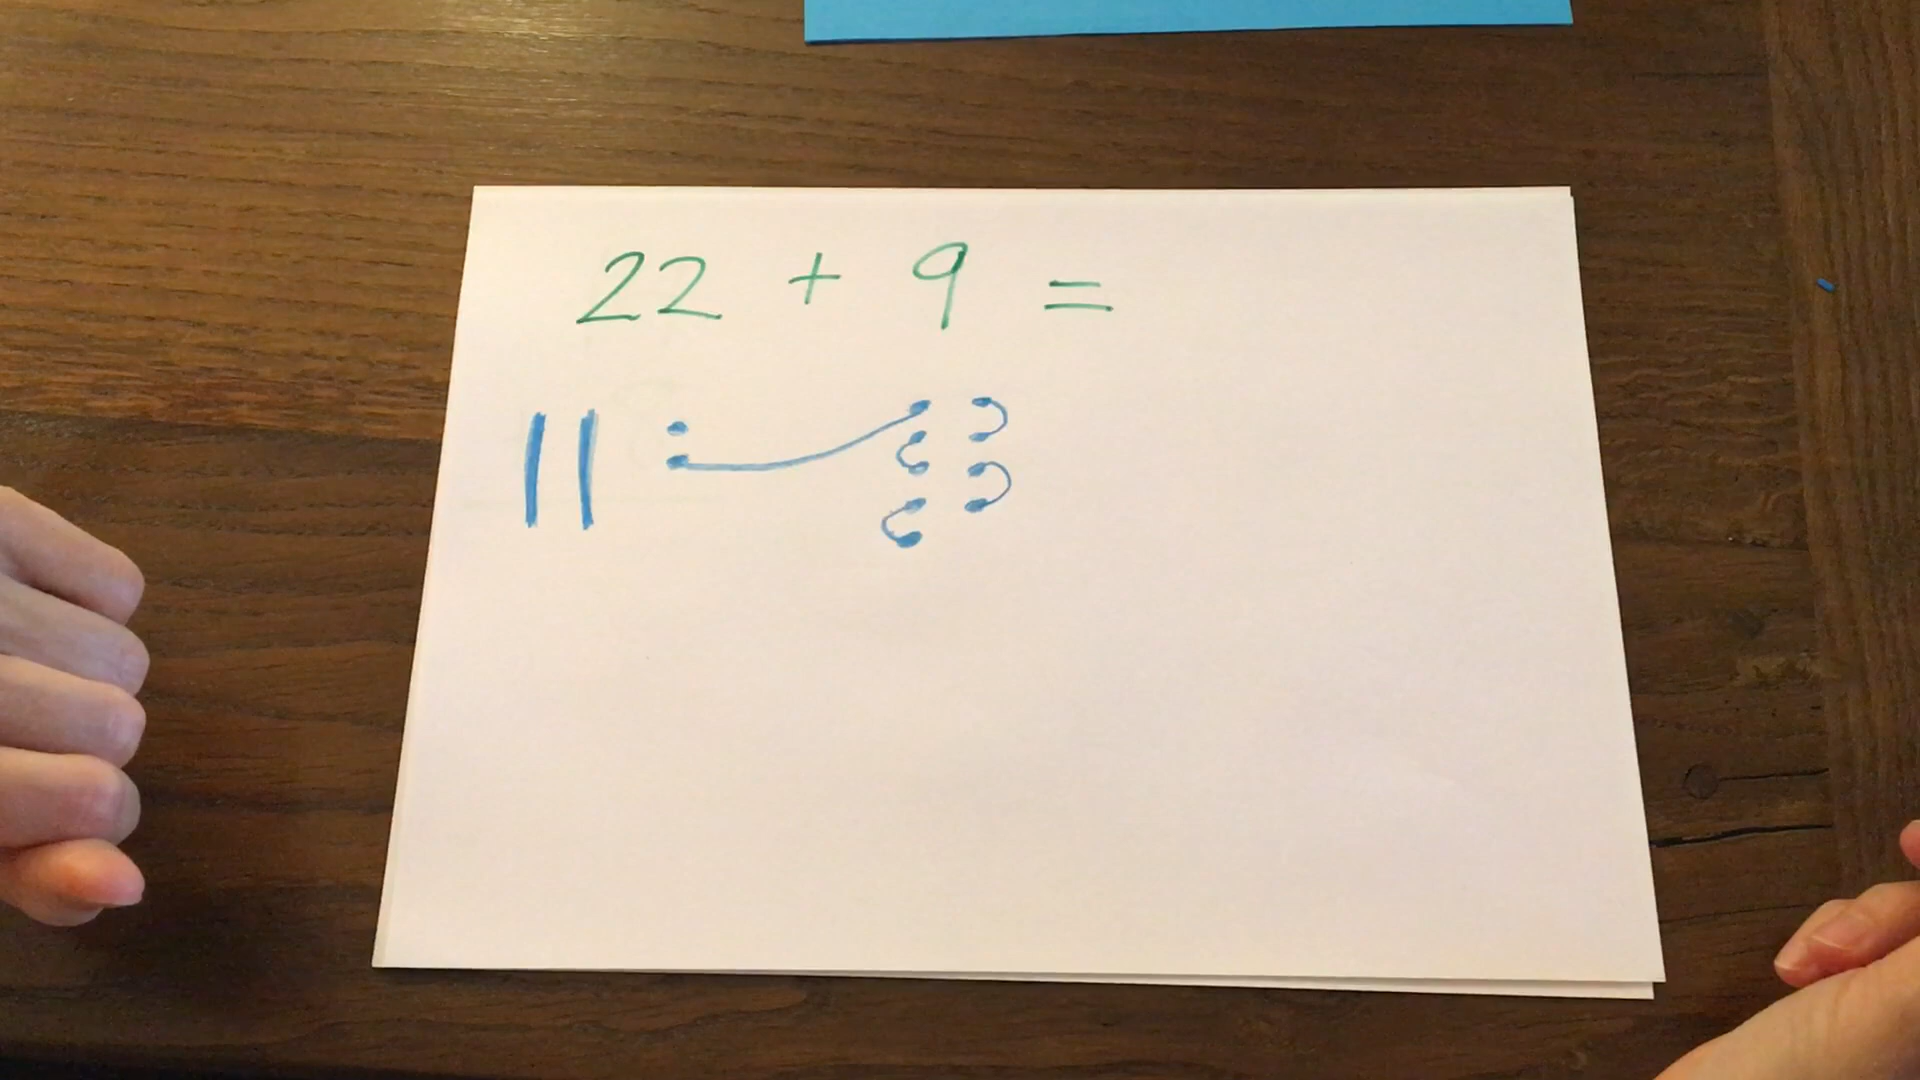 22 + 9 =